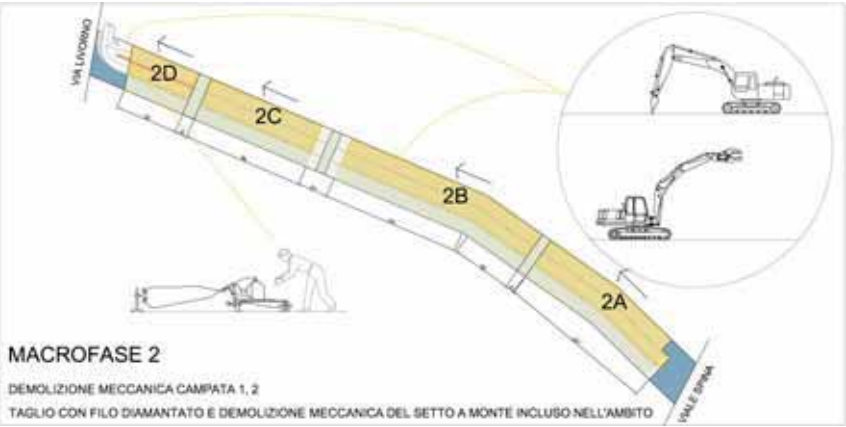 VIA LIVORNO
2D
2C
2B
2A
VIALE SPINA
MACROFASE 2
DEMOLIZIONE MECCANICA CAMPATA 1, 2
TAGLIO CON FILO DIAMANTATO E DEMOLIZIONE MECCANICA DEL SETTO A MONTE INCLUSO NELL'AMBITO